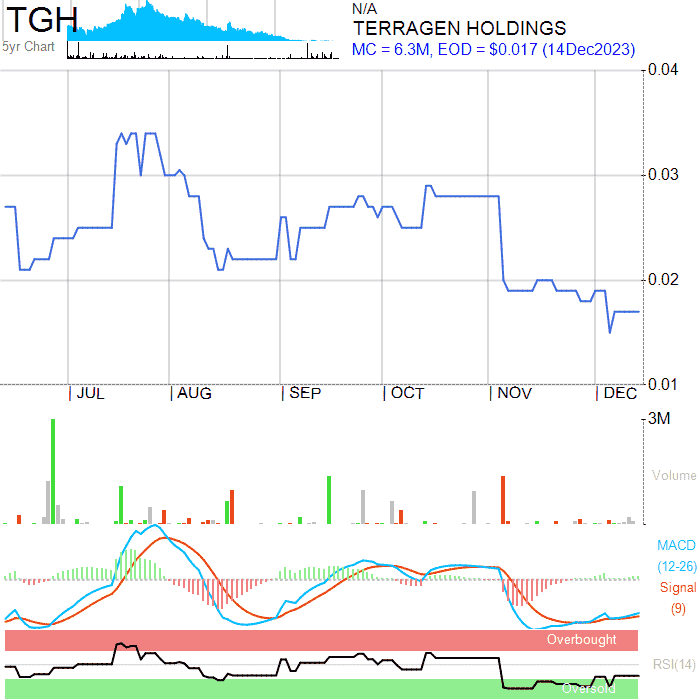 TGH
5yr Chart
N/A
TERRAGEN HOLDINGS
MC = 6.3M, EOD = $0.017 (14Dec2023)
0.04
0.03
0.02
0.01
JUL AUG SEP OCT NOV DEC
3M
Volume
MACD
(12-26)
Signal
(9)
Overbought
RSI(14)
Oversold